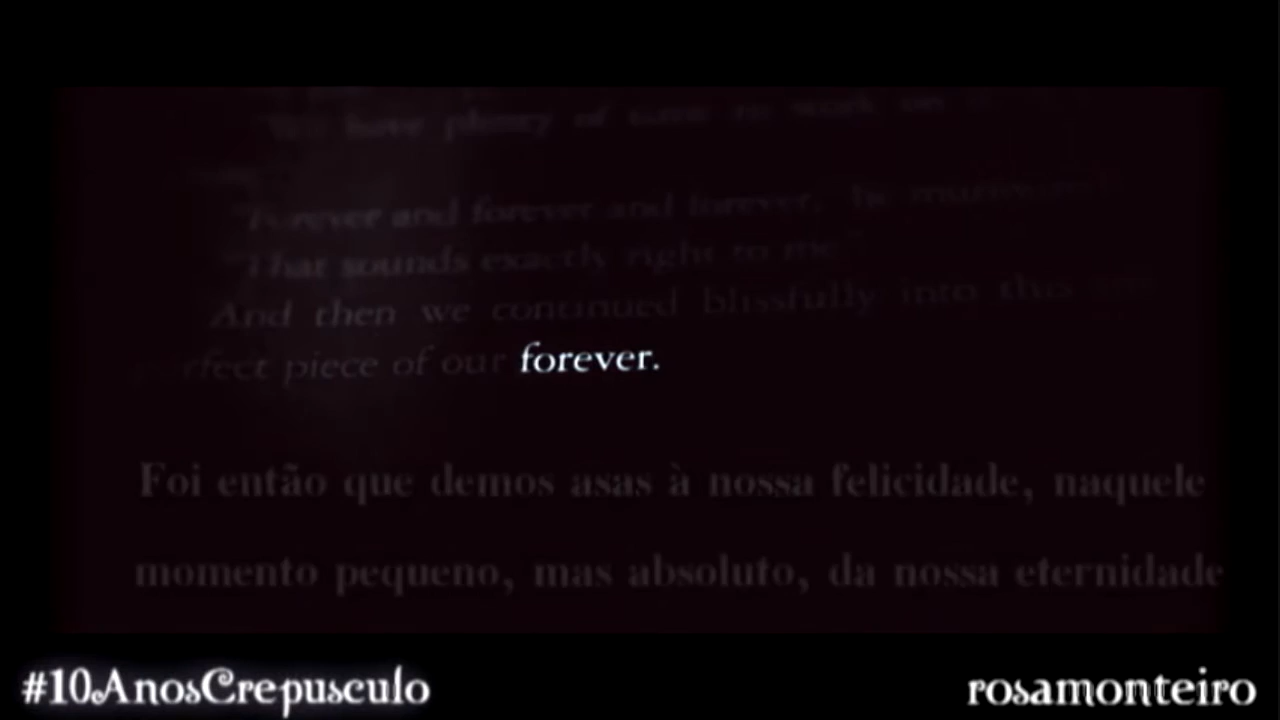 "We have plenty of time to work on
"Forever and forever and forever," he murmured.
"That sounds exactly right to me."
And then we continued blissfully into this
perfect piece of our forever.
Foi então que demos asas à nossa felicidade, naquele
momento pequeno, mas absoluto, da nossa eternidade
#10AnosCrepusculo
rosamonteiro